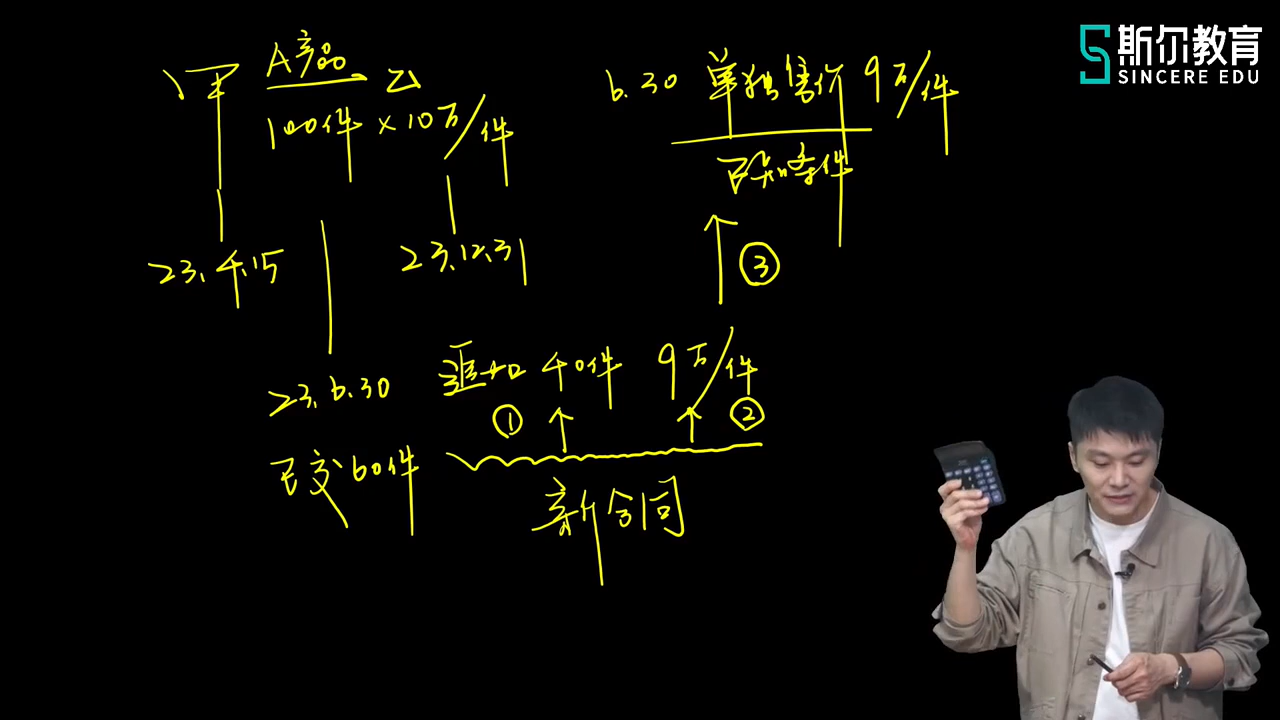 斯尔教育
SINCERE EDU
甲 A产品 乙
100件 × 10万/件
23.4.15
23.12.31
6.30 单独售价 9万/件
已知条件
③
23.6.30 追加 40件 9万/件
① ②
已交60件
新合同